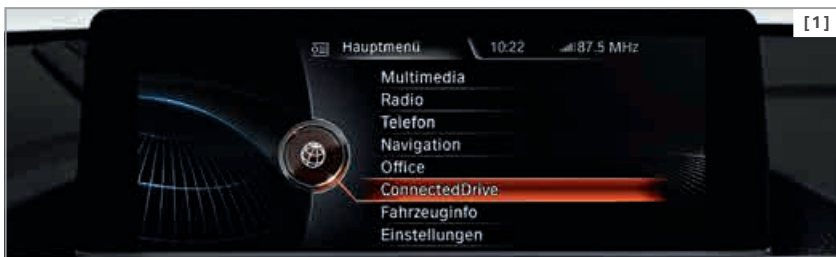 [1]
Hauptmenü 10:22 87.5 MHz
Multimedia
Radio
Telefon
Navigation
Office
ConnectedDrive
Fahrzeuginfo
Einstellungen